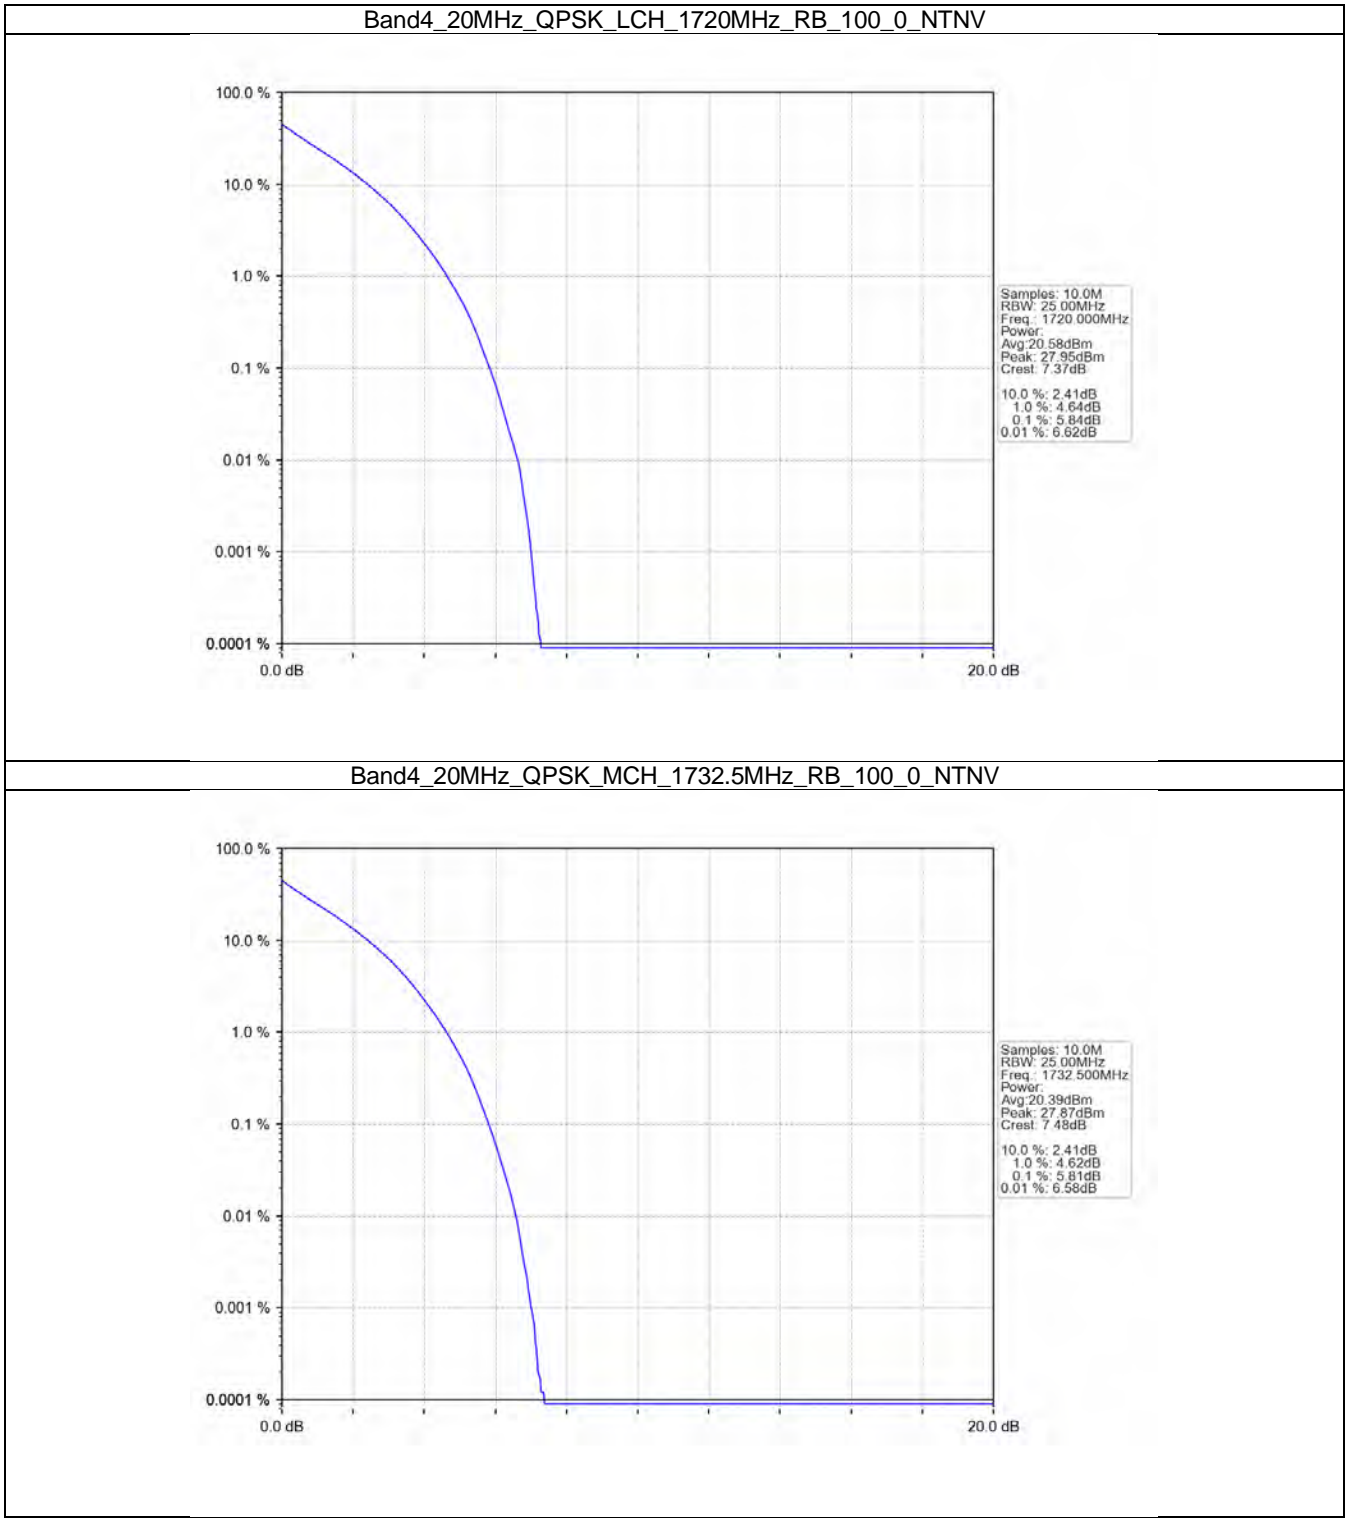 Band4_20MHz_QPSK_LCH_1720MHz_RB_100_0_NTNV
100.0 %
10.0 %
1.0 %
0.1 %
0.01 %
0.001 %
0.0001 %
0.0 dB
20.0 dB
Samples: 10.0M
RBW: 25.00MHz
Freq.: 1720.000MHz
Power:
Avg:20.58dBm
Peak: 27.95dBm
Crest: 7.37dB
10.0 %: 2.41dB
1.0 %: 4.64dB
0.1 %: 5.84dB
0.01 %: 6.62dB
Band4_20MHz_QPSK_MCH_1732.5MHz_RB_100_0_NTNV
100.0 %
10.0 %
1.0 %
0.1 %
0.01 %
0.001 %
0.0001 %
0.0 dB
20.0 dB
Samples: 10.0M
RBW: 25.00MHz
Freq.: 1732.500MHz
Power:
Avg:20.39dBm
Peak: 27.87dBm
Crest: 7.48dB
10.0 %: 2.41dB
1.0 %: 4.62dB
0.1 %: 5.81dB
0.01 %: 6.58dB